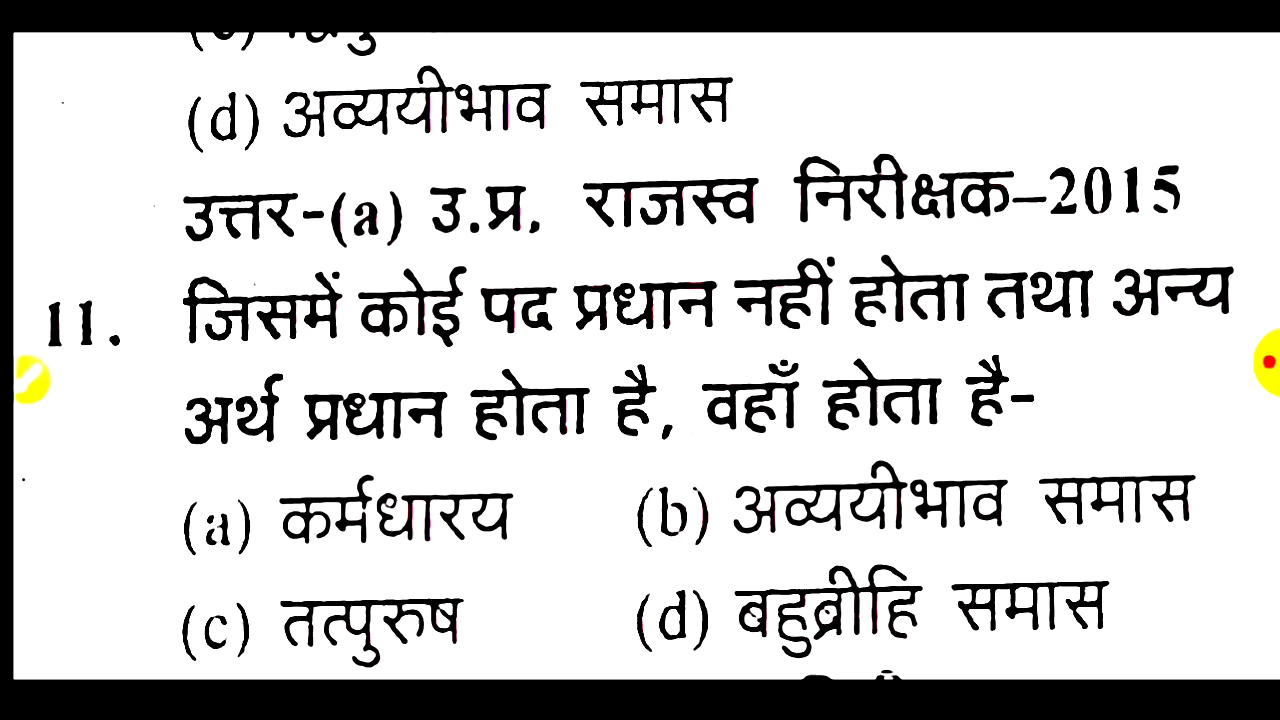 (d) अव्ययीभाव समास
उत्तर-(a) उ.प्र. राजस्व निरीक्षक–2015
11. जिसमें कोई पद प्रधान नहीं होता तथा अन्य
अर्थ प्रधान होता है, वहाँ होता है-
(a) कर्मधारय (b) अव्ययीभाव समास
(c) तत्पुरुष (d) बहुब्रीहि समास